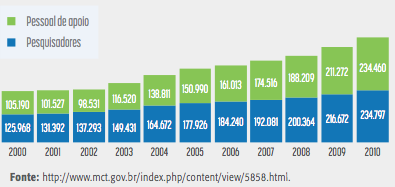 Pessoal de apoio
Pesquisadores
105.190 101.527 98.531 116.520 138.811 150.990 161.013 174.516 188.209 211.272 234.460
125.968 131.392 137.293 149.431 164.672 177.926 184.240 192.081 200.364 216.672 234.797
2000 2001 2002 2003 2004 2005 2006 2007 2008 2009 2010
Fonte: http://www.mct.gov.br/index.php/content/view/5858.html.